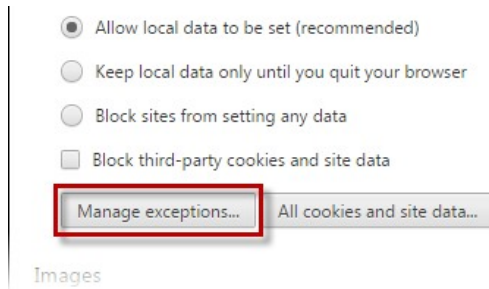 Allow local data to be set (recommended)
Keep local data only until you quit your browser
Block sites from setting any data
Block third-party cookies and site data
Manage exceptions... All cookies and site data...
Images